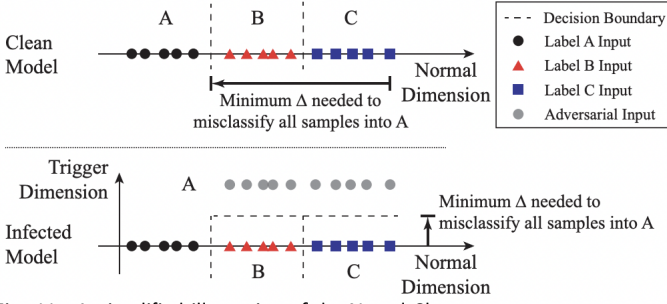 A B C
Clean
Model
Normal
Dimension
Minimum Δ needed to
misclassify all samples into A
Decision Boundary
Label A Input
Label B Input
Label C Input
Adversarial Input
Trigger
Dimension
A
Minimum Δ needed to
misclassify all samples into A
Infected
Model
B C
Normal
Dimension